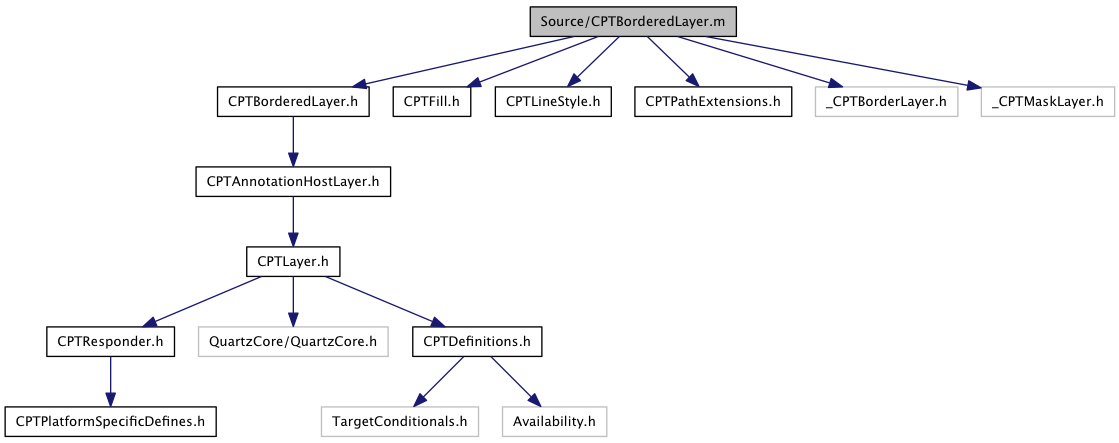 Source/CPTBorderedLayer.m
CPTBorderedLayer.h
CPTFill.h
CPTLineStyle.h
CPTPathExtensions.h
_CPTBorderLayer.h
_CPTMaskLayer.h
CPTAnnotationHostLayer.h
CPTLayer.h
CPTResponder.h
QuartzCore/QuartzCore.h
CPTDefinitions.h
CPTPlatformSpecificDefines.h
TargetConditionals.h
Availability.h